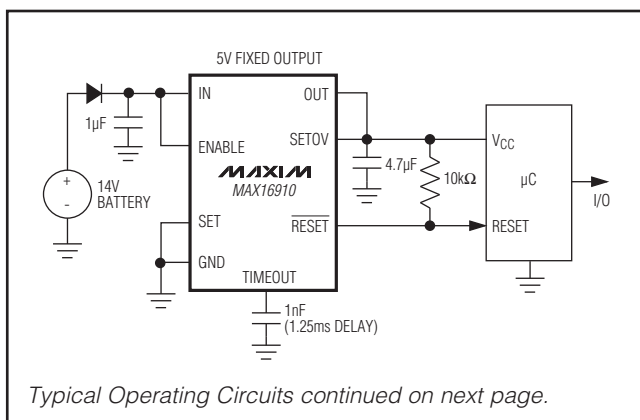 5V FIXED OUTPUT
IN
OUT
1µF
ENABLE
SETOV
VCC
MAXIM
MAX16910
4.7µF
10kΩ
µC
I/O
+
-
14V
BATTERY
SET
RESET
RESET
GND
TIMEOUT
1nF
(1.25ms DELAY)
Typical Operating Circuits continued on next page.